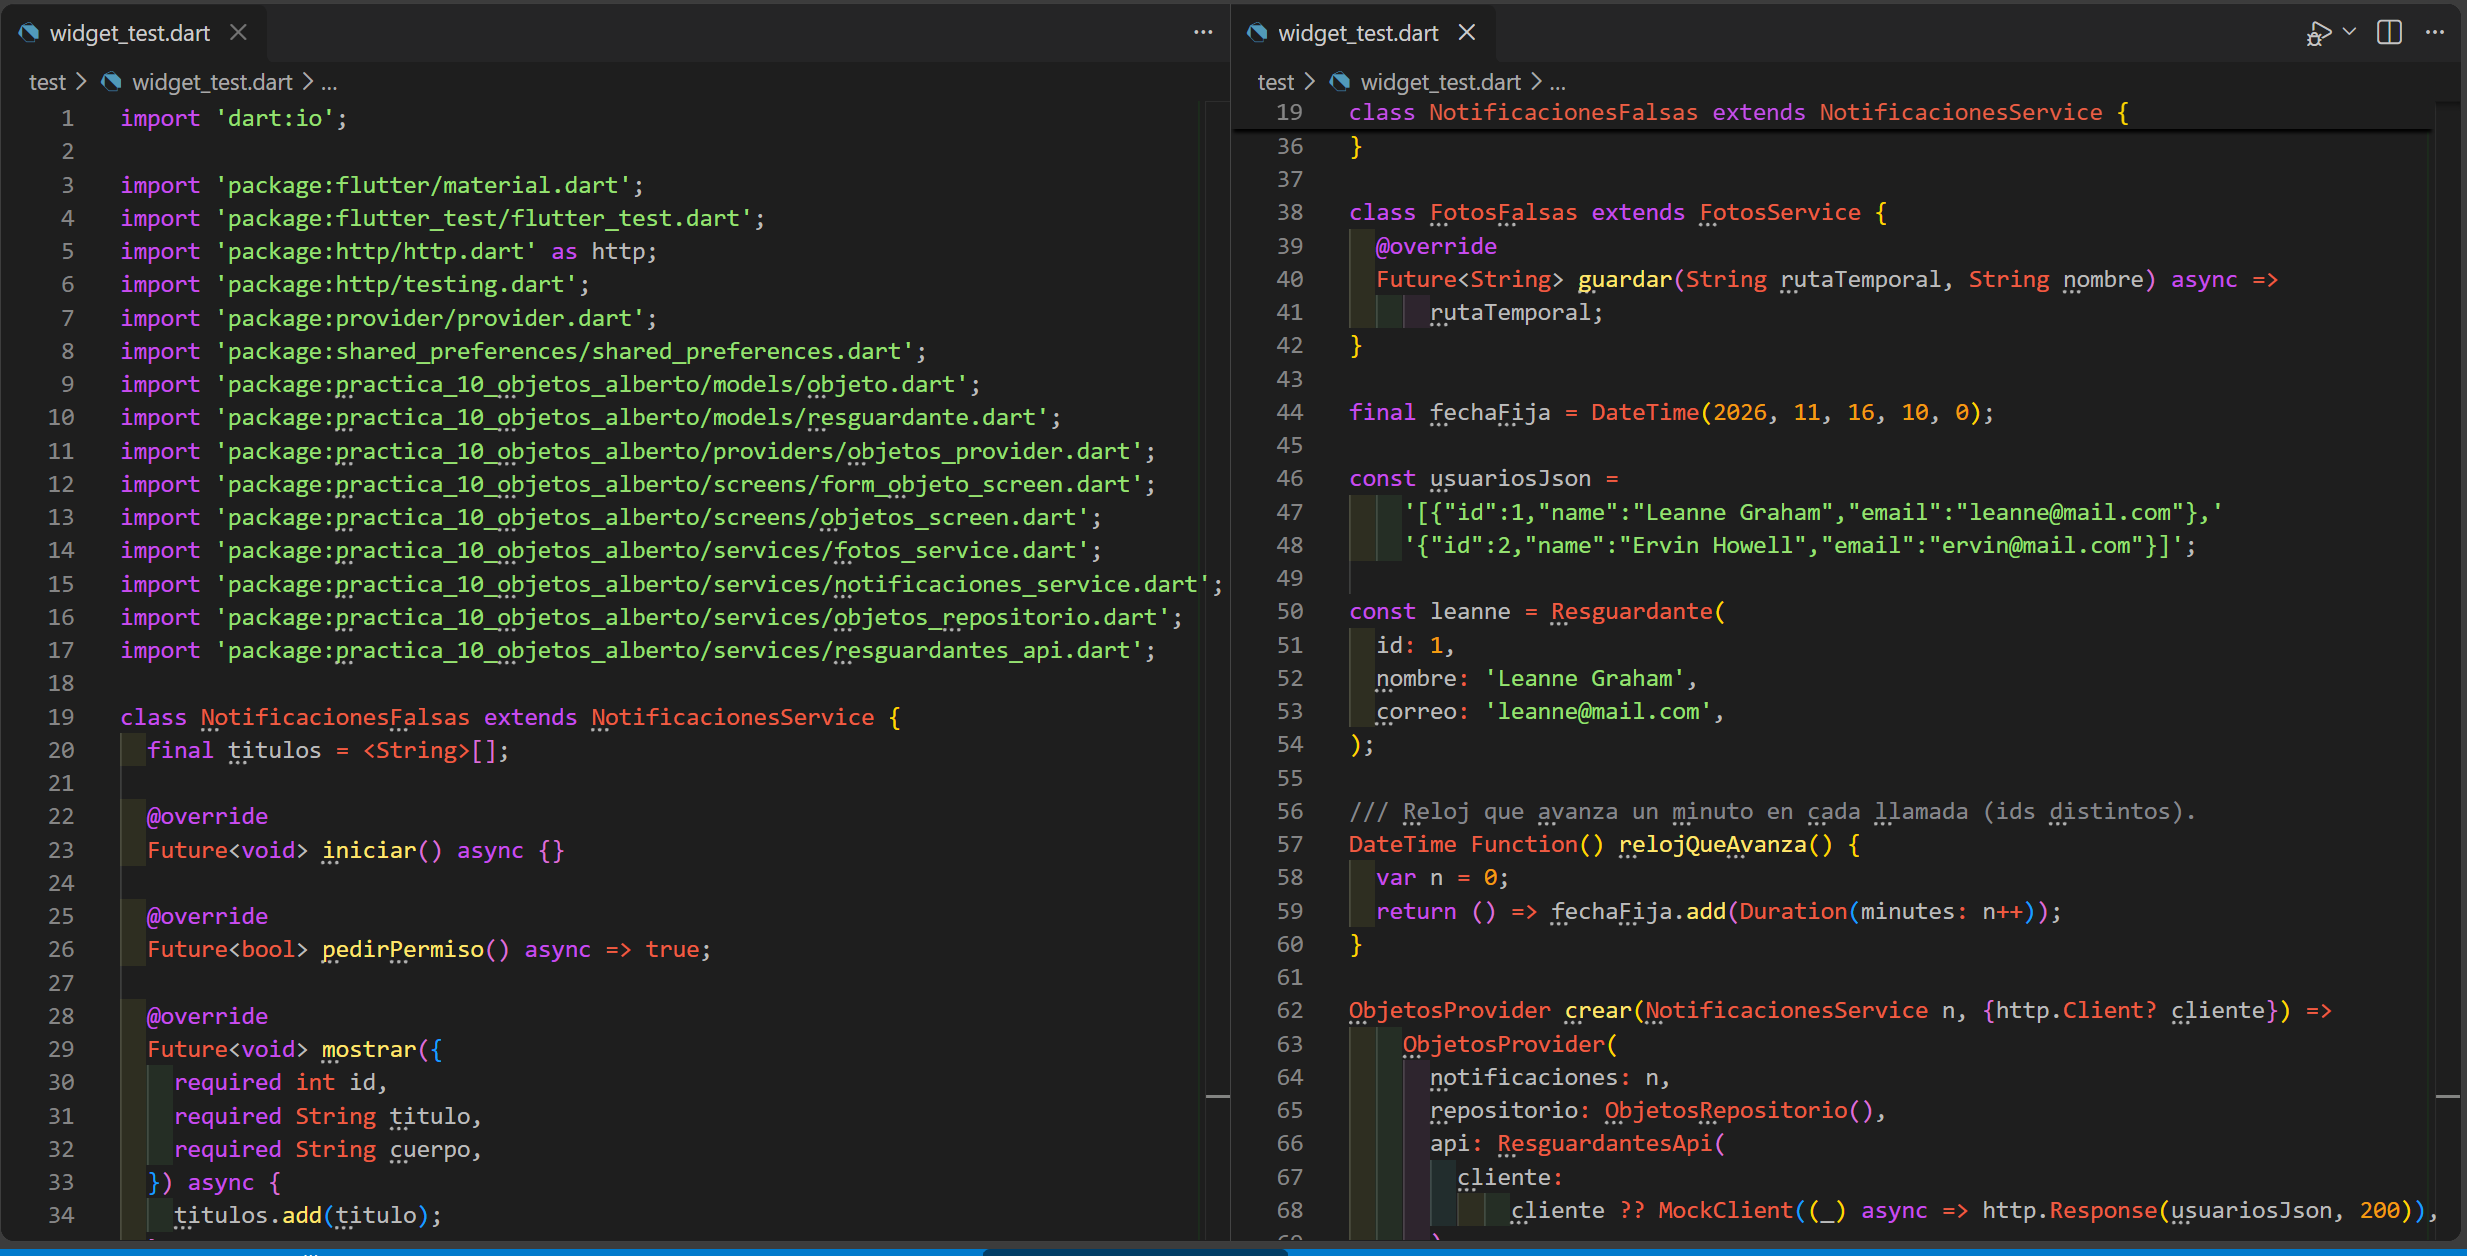 widget_test.dart
test > widget_test.dart > ...
1 import 'dart:io';
2
3 import 'package:flutter/material.dart';
4 import 'package:flutter_test/flutter_test.dart';
5 import 'package:http/http.dart' as http;
6 import 'package:http/testing.dart';
7 import 'package:provider/provider.dart';
8 import 'package:shared_preferences/shared_preferences.dart';
9 import 'package:practica_10_objetos_alberto/models/objeto.dart';
10 import 'package:practica_10_objetos_alberto/models/resguardante.dart';
11 import 'package:practica_10_objetos_alberto/providers/objetos_provider.dart';
12 import 'package:practica_10_objetos_alberto/screens/form_objeto_screen.dart';
13 import 'package:practica_10_objetos_alberto/screens/objetos_screen.dart';
14 import 'package:practica_10_objetos_alberto/services/fotos_service.dart';
15 import 'package:practica_10_objetos_alberto/services/notificaciones_service.dart';
16 import 'package:practica_10_objetos_alberto/services/objetos_repositorio.dart';
17 import 'package:practica_10_objetos_alberto/services/resguardantes_api.dart';
18
19 class NotificacionesFalsas extends NotificacionesService {
20 final titulos = <String>[];
21
22 @override
23 Future<void> iniciar() async {}
24
25 @override
26 Future<bool> pedirPermiso() async => true;
27
28 @override
29 Future<void> mostrar({
30 required int id,
31 required String titulo,
32 required String cuerpo,
33 }) async {
34 titulos.add(titulo);
widget_test.dart
test > widget_test.dart > ...
19 class NotificacionesFalsas extends NotificacionesService {
36 }
37
38 class FotosFalsas extends FotosService {
39 @override
40 Future<String> guardar(String rutaTemporal, String nombre) async =>
41 rutaTemporal;
42 }
43
44 final fechaFija = DateTime(2026, 11, 16, 10, 0);
45
46 const usuariosJson =
47 '[{"id":1,"name":"Leanne Graham","email":"leanne@mail.com"},'
48 '{"id":2,"name":"Ervin Howell","email":"ervin@mail.com"}]';
49
50 const leanne = Resguardante(
51 id: 1,
52 nombre: 'Leanne Graham',
53 correo: 'leanne@mail.com',
54 );
55
56 /// Reloj que avanza un minuto en cada llamada (ids distintos).
57 DateTime Function() relojQueAvanza() {
58 var n = 0;
59 return () => fechaFija.add(Duration(minutes: n++));
60 }
61
62 ObjetosProvider crear(NotificacionesService n, {http.Client? cliente}) =>
63 ObjetosProvider(
64 notificaciones: n,
65 repositorio: ObjetosRepositorio(),
66 api: ResguardantesApi(
67 cliente:
68 cliente ?? MockClient((_) async => http.Response(usuariosJson, 200)),